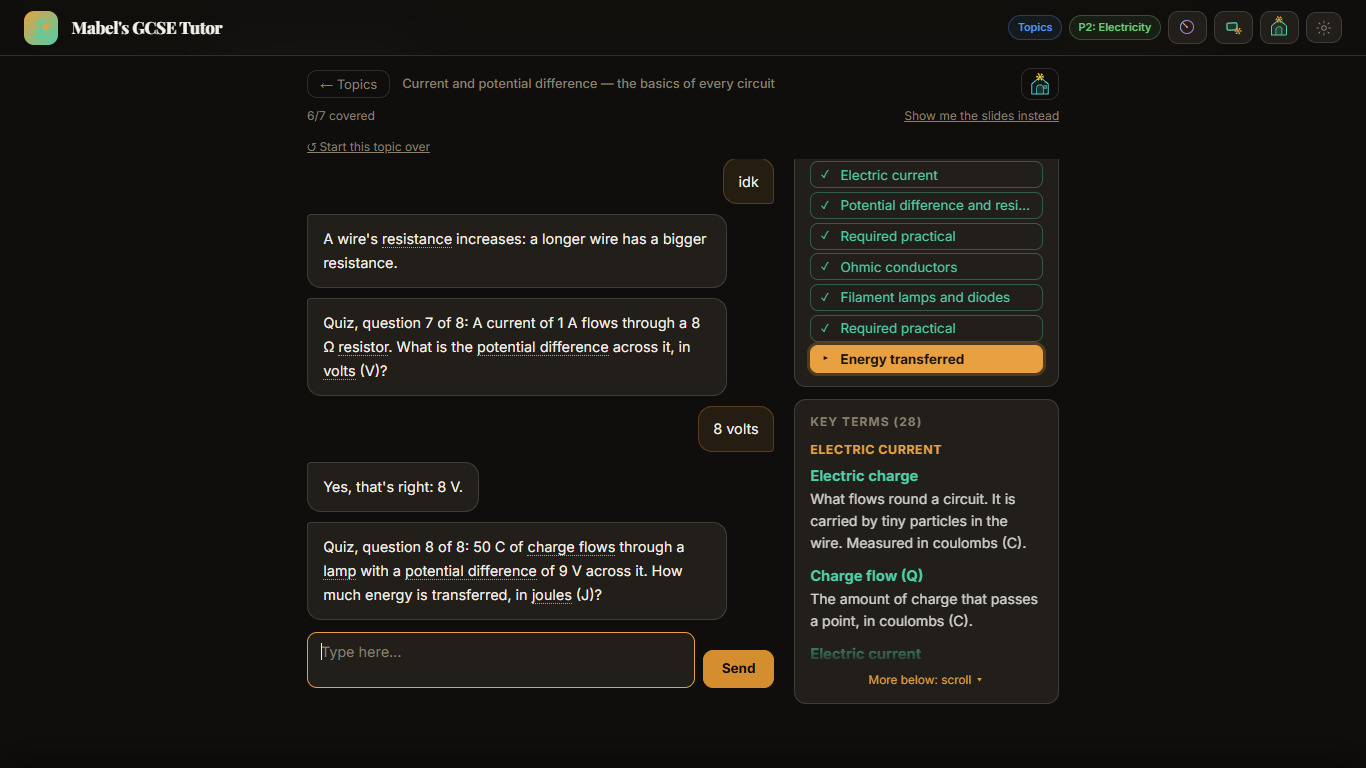 Mabel's GCSE Tutor
Topics
P2: Electricity
← Topics
Current and potential difference — the basics of every circuit
6/7 covered
Show me the slides instead
↺ Start this topic over
idk
A wire's resistance increases: a longer wire has a bigger
resistance.
Quiz, question 7 of 8: A current of 1 A flows through a 8
Ω resistor. What is the potential difference across it, in
volts (V)?
8 volts
Yes, that's right: 8 V.
Quiz, question 8 of 8: 50 C of charge flows through a
lamp with a potential difference of 9 V across it. How
much energy is transferred, in joules (J)?
Type here...
Send
✓ Electric current
✓ Potential difference and resi...
✓ Required practical
✓ Ohmic conductors
✓ Filament lamps and diodes
✓ Required practical
‣ Energy transferred
KEY TERMS (28)
ELECTRIC CURRENT
Electric charge
What flows round a circuit. It is
carried by tiny particles in the
wire. Measured in coulombs (C).
Charge flow (Q)
The amount of charge that passes
a point, in coulombs (C).
Electric current
More below: scroll ▾